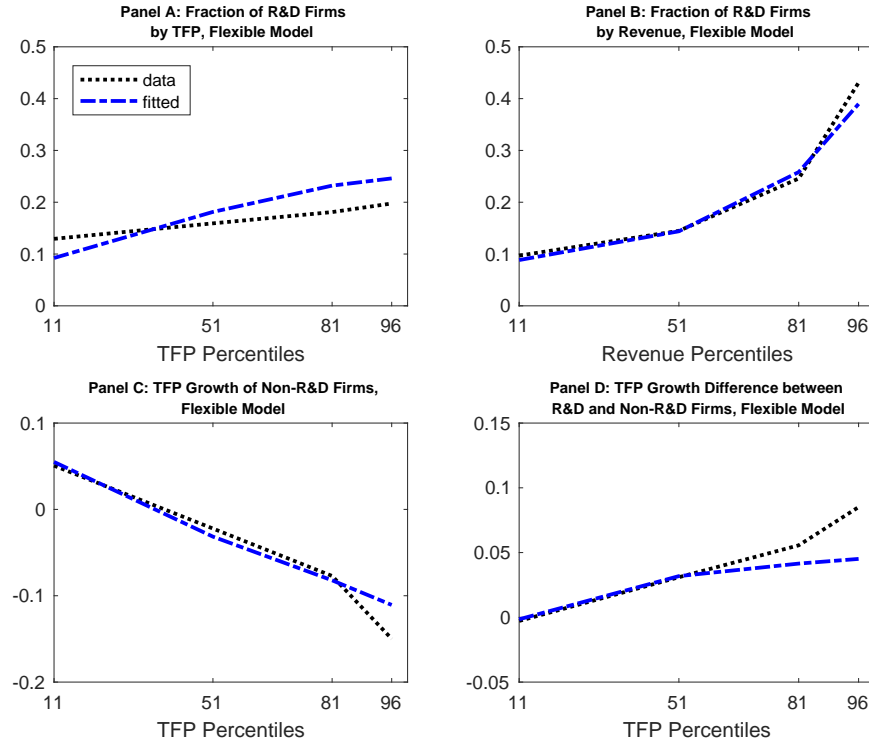 Panel A: Fraction of R&D Firms
by TFP, Flexible Model
0.5
0.4
0.3
0.2
0.1
0
data
fitted
11
51
81
96
TFP Percentiles
Panel B: Fraction of R&D Firms
by Revenue, Flexible Model
0.5
0.4
0.3
0.2
0.1
0
11
51
81
96
Revenue Percentiles
Panel C: TFP Growth of Non-R&D Firms,
Flexible Model
0.1
0
-0.1
-0.2
11
51
81
96
TFP Percentiles
Panel D: TFP Growth Difference between
R&D and Non-R&D Firms, Flexible Model
0.15
0.1
0.05
0
-0.05
11
51
81
96
TFP Percentiles